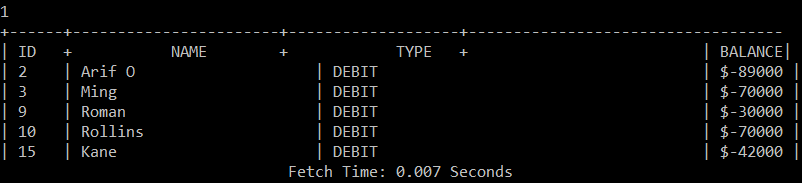 1
+------+----------------------+-----------------+----------------------------------
| ID   +          NAME       +           TYPE   +                         | BALANCE|
| 2    | Arif O                   | DEBIT                                  | $-89000 |
| 3    | Ming                     | DEBIT                                  | $-70000 |
| 9    | Roman                    | DEBIT                                  | $-30000 |
| 10   | Rollins                  | DEBIT                                  | $-70000 |
| 15   | Kane                     | DEBIT                                  | $-42000 |
Fetch Time: 0.007 Seconds